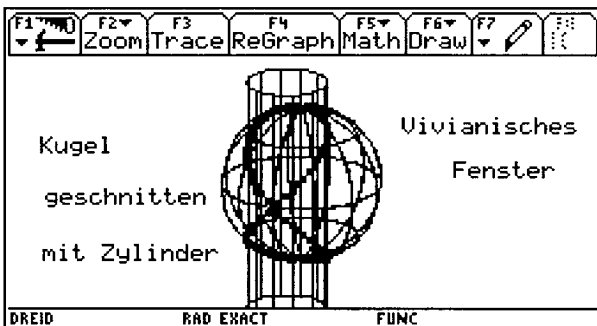 F1 F2 F3 F4 F5 F6 F7
Zoom Trace ReGraph Math Draw
Vivianisches
Kugel
Fenster
geschnitten
mit Zylinder
DREID RAD EXACT FUNC